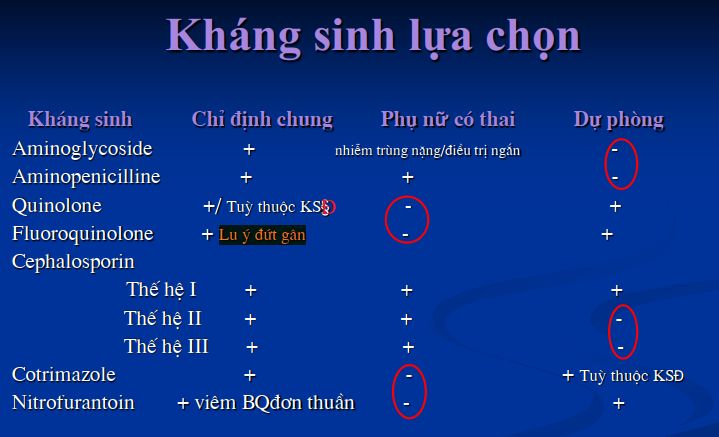 Kháng sinh lựa chọn
Kháng sinh Chỉ định chung Phụ nữ có thai Dự phòng
Aminoglycoside + nhiễm trùng nặng/điều trị ngắn -
Aminopenicilline + + -
Quinolone +/ Tuỳ thuộc KSĐ - +
Fluoroquinolone + Lu ý đứt gân - +
Cephalosporin
Thế hệ I + + +
Thế hệ II + + -
Thế hệ III + + -
Cotrimazole + - + Tuỳ thuộc KSĐ
Nitrofurantoin + viêm BQđơn thuần - +